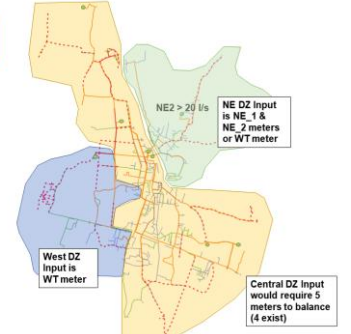 NE2 > 20 l/s
NE DZ Input
is NE_1 &
NE_2 meters
or WT meter
West DZ
Input is
WT meter
Central DZ Input
would require 5
meters to balance
(4 exist)